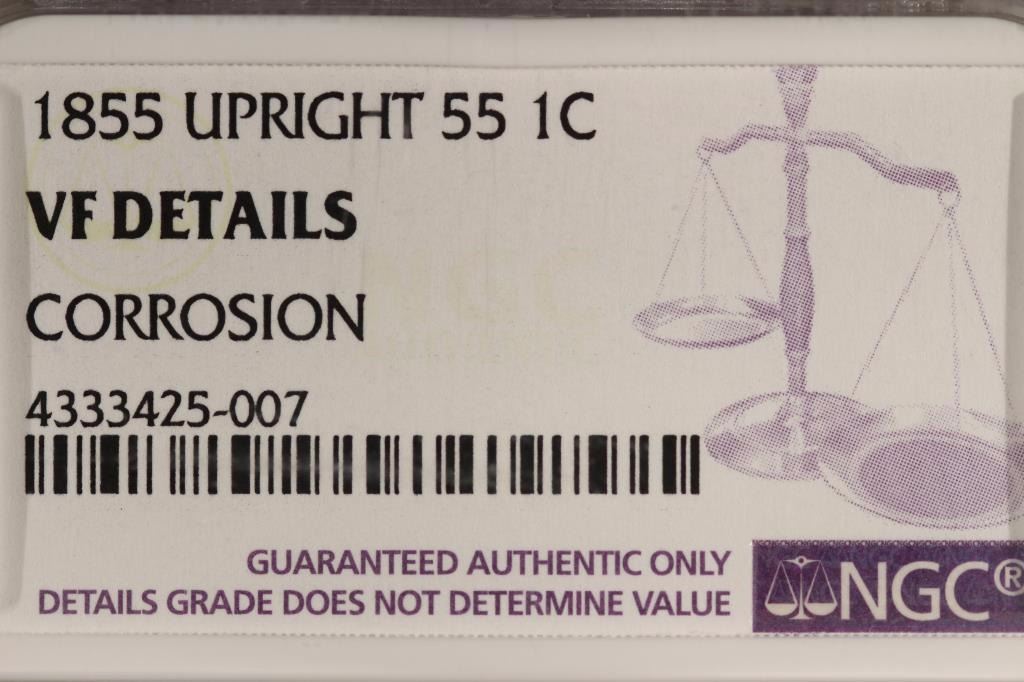 1855 UPRIGHT 55 1C
VF DETAILS
CORROSION
4333425-007
GUARANTEED AUTHENTIC ONLY
DETAILS GRADE DOES NOT DETERMINE VALUE
NGC®
NGC